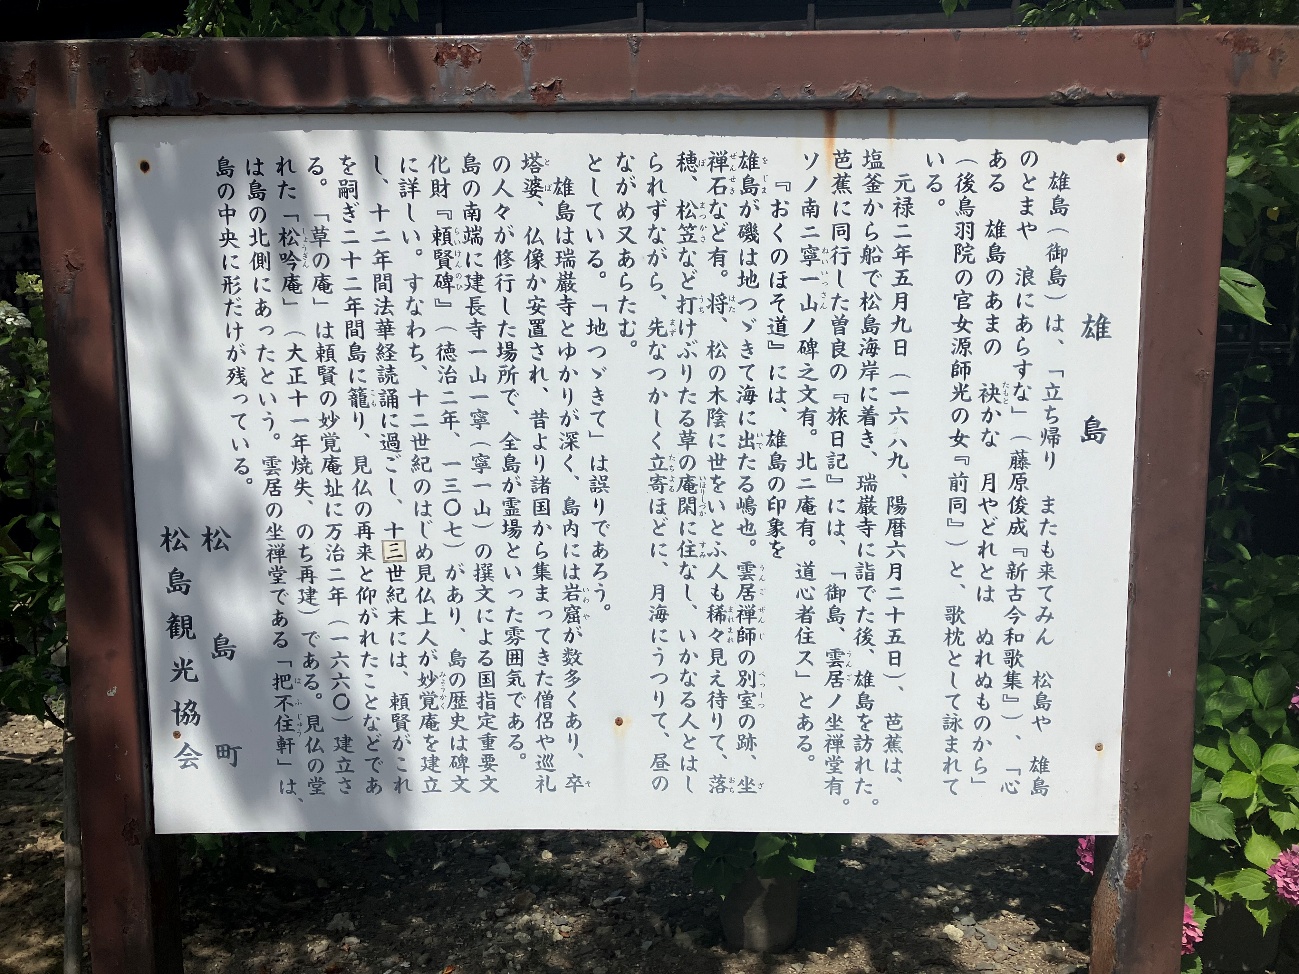 雄島
雄島（御島）は、「立ち帰り　またも来てみん　松島や　雄島
のとまや　浪にあらすな」（藤原俊成『新古今和歌集』）、「心
ある　雄島のあまの　袂かな　月やどれとは　ぬれぬものから」
（後鳥羽院の官女源師光の女『前同』）と、歌枕として詠まれて
いる。
元禄二年五月九日（一六八九、陽暦六月二十五日）、芭蕉は、
塩釜から船で松島海岸に着き、瑞巌寺に詣でた後、雄島を訪れた。
芭蕉に同行した曽良の『旅日記』には、「御島、雲居ノ坐禅堂有。
ソノ南ニ寧一山ノ碑之文有。北ニ庵有。道心者住ス」とある。
『おくのほそ道』には、雄島の印象を
雄島が磯は地つゞきて海に出たる嶋也。雲居禅師の別室の跡、坐
禅石など有。将、松の木陰に世をいとふ人も稀々見え待りて、落
穂、松笠など打けぶりたる草の庵閑に住なし、いかなる人とはし
られずながら、先なつかしく立寄ほどに、月海にうつりて、昼の
ながめ又あらたむ。
としている。「地つゞきて」は誤りであろう。
雄島は瑞巌寺とゆかりが深く、島内には岩窟が数多くあり、卒
塔婆、仏像か安置され、昔より諸国から集まってきた僧侶や巡礼
の人々が修行した場所で、全島が霊場といった雰囲気である。
島の南端に建長寺一山一寧（寧一山）の撰文による国指定重要文
化財『頼賢碑』（徳治二年、一三〇七）があり、島の歴史は碑文
に詳しい。すなわち、十二世紀のはじめ見仏上人が妙覚庵を建立
し、十二年間法華経読誦に過ごし、十三世紀末には、頼賢がこれ
を嗣ぎ二十二年間島に籠り、見仏の再来と仰がれたことなどであ
る。「草の庵」は頼賢の妙覚庵址に万治二年（一六六〇）建立さ
れた「松吟庵」（大正十一年焼失、のち再建）である。見仏の堂
は島の北側にあったという。雲居の坐禅堂である「把不住軒」は、
島の中央に形だけが残っている。
松島町
松島観光協会